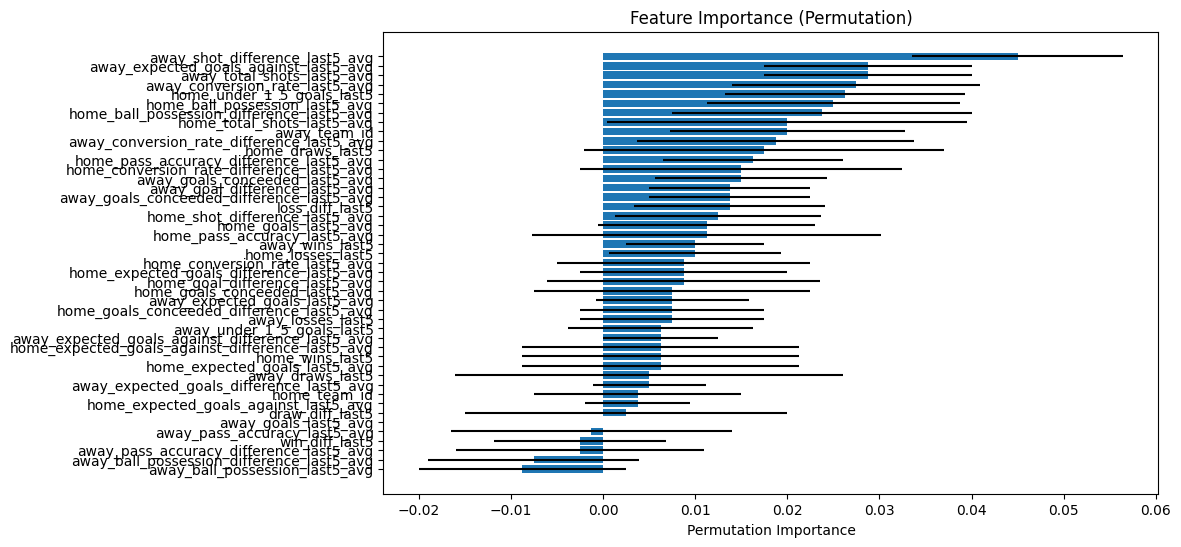 Feature Importance (Permutation)
away_shot_difference_last5_avg
away_expected_goals_against_last5_avg
away_total_shots_last5_avg
away_conversion_rate_last5_avg
home_under_1_5_goals_last5
home_ball_possession_last5_avg
home_ball_possession_difference_last5_avg
home_total_shots_last5_avg
away_team_id
away_conversion_rate_difference_last5_avg
home_draws_last5
home_pass_accuracy_difference_last5_avg
home_conversion_rate_difference_last5_avg
away_goals_conceeded_last5_avg
away_goal_difference_last5_avg
away_goals_conceeded_difference_last5_avg
loss_diff_last5
home_shot_difference_last5_avg
home_goals_last5_avg
home_pass_accuracy_last5_avg
away_wins_last5
home_losses_last5
home_conversion_rate_last5_avg
home_expected_goals_difference_last5_avg
home_goal_difference_last5_avg
home_goals_conceeded_last5_avg
away_expected_goals_last5_avg
home_goals_conceeded_difference_last5_avg
away_losses_last5
away_under_1_5_goals_last5
away_expected_goals_against_difference_last5_avg
home_expected_goals_against_difference_last5_avg
home_wins_last5
home_expected_goals_last5_avg
away_draws_last5
away_expected_goals_difference_last5_avg
home_team_id
home_expected_goals_against_last5_avg
draw_diff_last5
away_goals_last5_avg
away_pass_accuracy_last5_avg
win_diff_last5
away_pass_accuracy_difference_last5_avg
away_ball_possession_difference_last5_avg
away_ball_possession_last5_avg
−0.02 −0.01 0.00 0.01 0.02 0.03 0.04 0.05 0.06
Permutation Importance